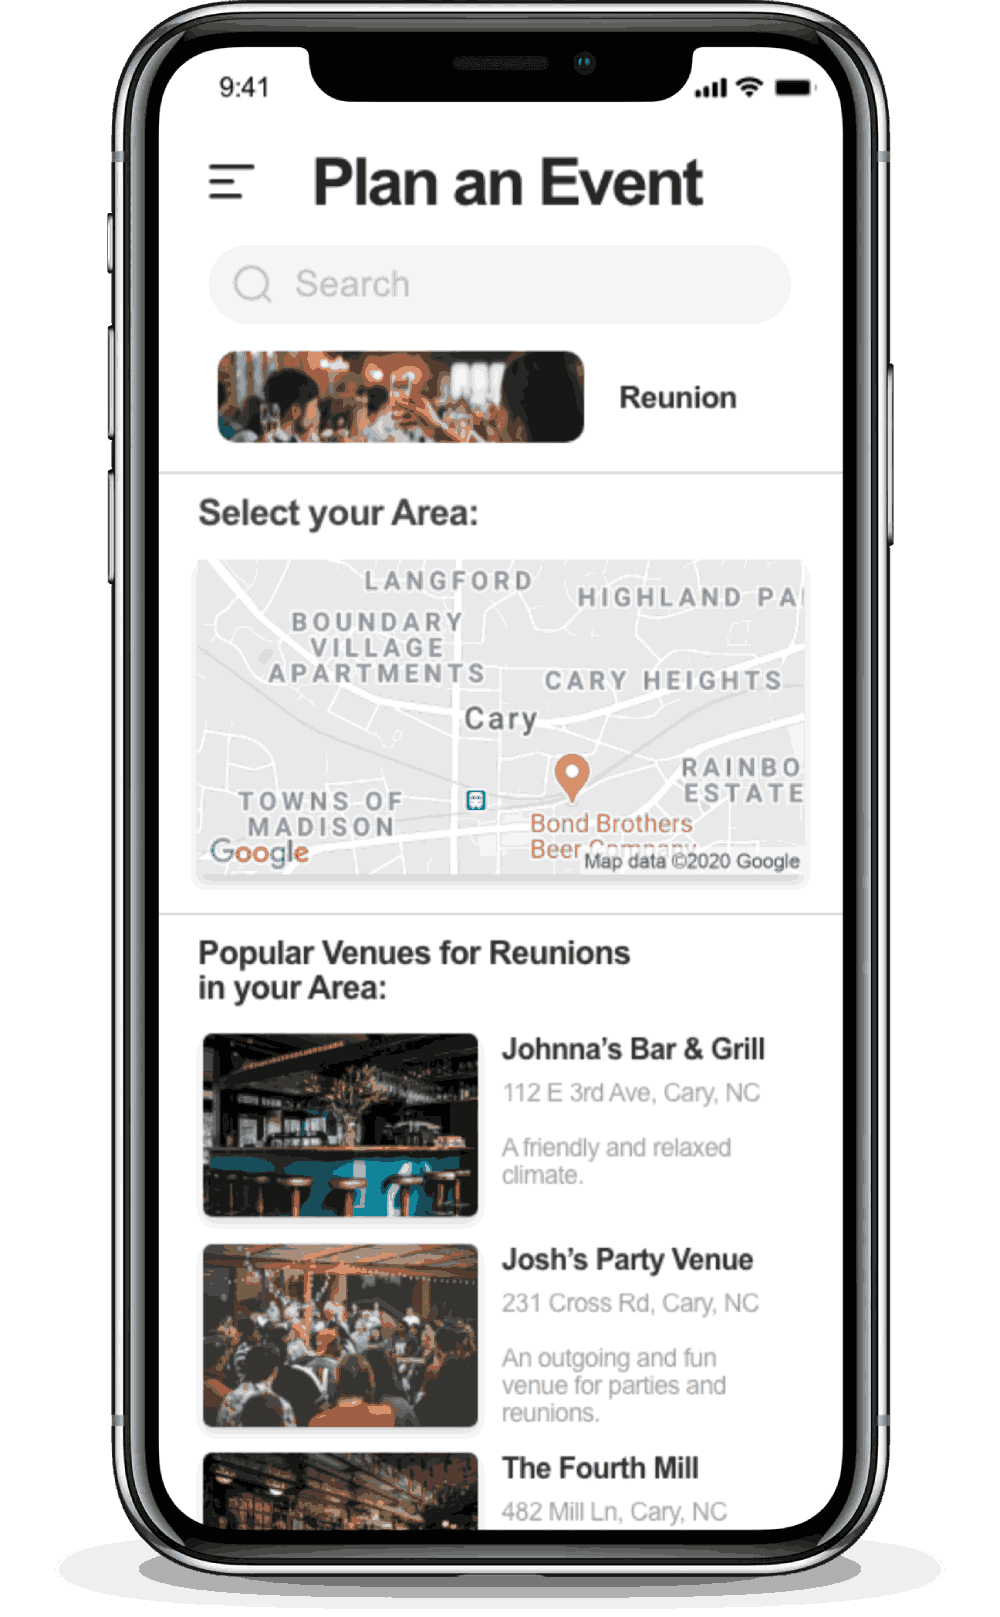 9:41
Plan an Event
Search
Reunion
Select your Area:
LANGFORD
HIGHLAND PA
BOUNDARY
VILLAGE
APARTMENTS
CARY HEIGHTS
Cary
RAINBO
ESTATE
TOWNS OF
MADISON
Bond Brothers
Beer Company
Google
Map data ©2020 Google
Popular Venues for Reunions
in your Area:
Johnna's Bar & Grill
112 E 3rd Ave, Cary, NC
A friendly and relaxed
climate.
Josh's Party Venue
231 Cross Rd, Cary, NC
An outgoing and fun
venue for parties and
reunions.
The Fourth Mill
482 Mill Ln, Cary, NC